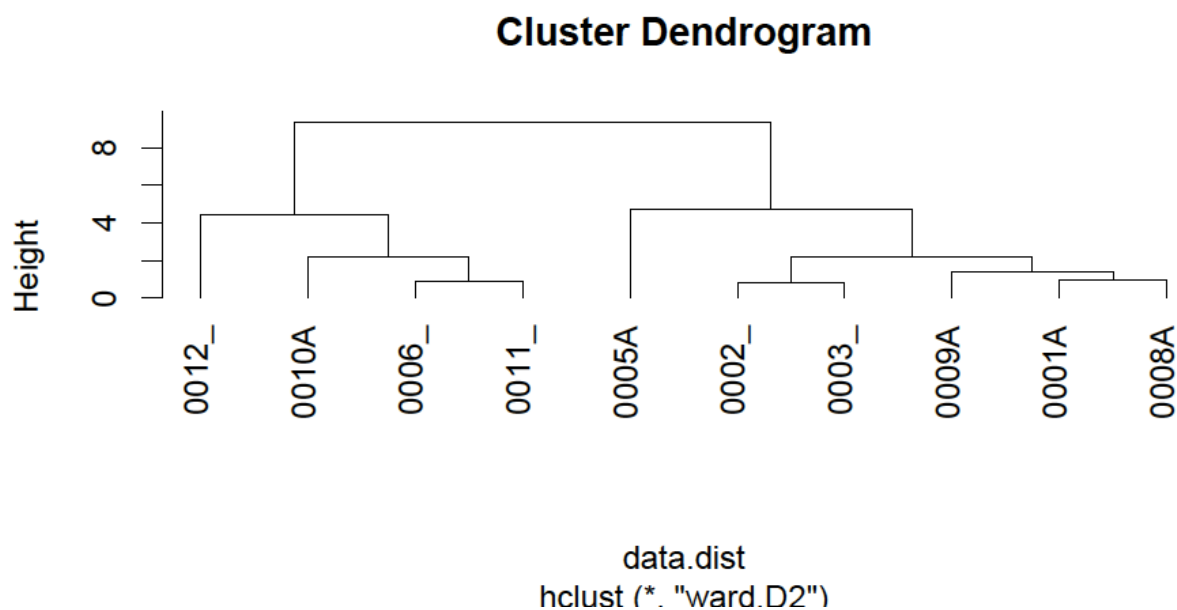 Cluster Dendrogram
Height
8
4
0
0012_
0010A
0006_
0011_
0005A
0002_
0003_
0009A
0001A
0008A
data.dist
hclust (*, "ward.D2")